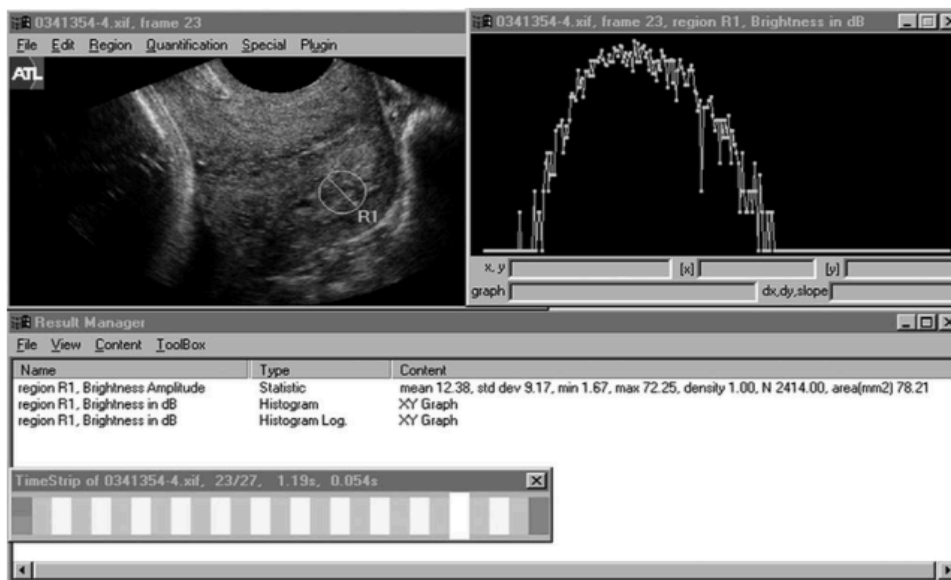 0341354-4.xif, frame 23
File Edit Region Quantification Special Plugin
ATL
R1
0341354-4.xif, frame 23, region R1, Brightness in dB
x, y [x] [y]
graph dx,dy,slope
Result Manager
File View Content ToolBox
Name Type Content
region R1, Brightness Amplitude Statistic mean 12.38, std dev 9.17, min 1.67, max 72.25, density 1.00, N 2414.00, area(mm2) 78.21
region R1, Brightness in dB Histogram XY Graph
region R1, Brightness in dB Histogram Log. XY Graph
TimeStrip of 0341354-4.xif, 23/27, 1.19s, 0.054s